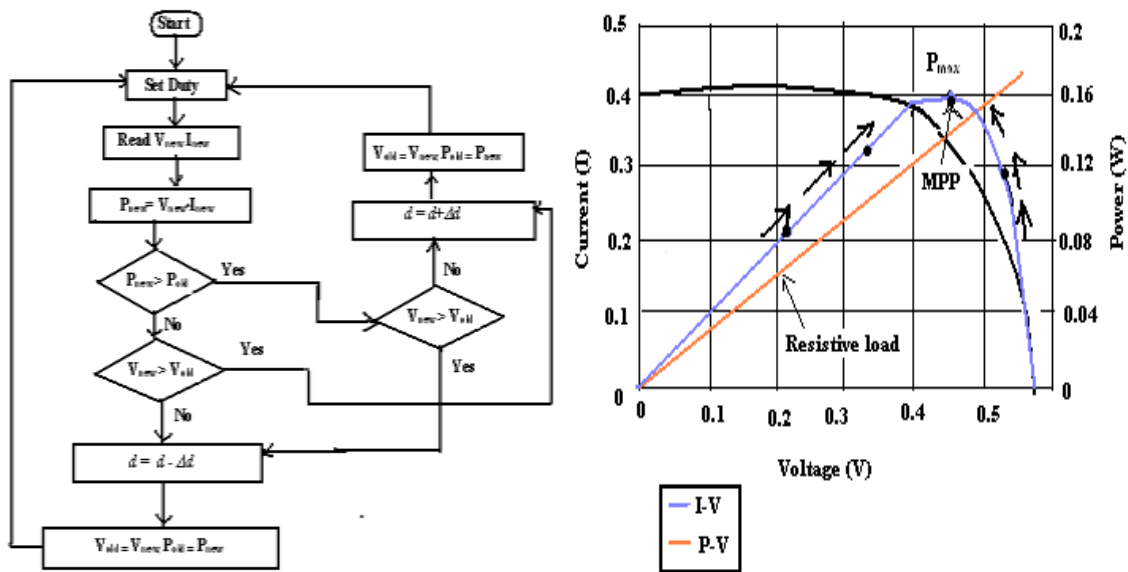 Start
Set Duty
Read Vnew, Inew
Pnew= Vnew*Inew
Pnew> Pold
Yes
No
Vnew> Vold
Yes
No
d = d - Δd
Vold = Vnew, Pold = Pnew
Vold = Vnew, Pold = Pnew
d = d+Δd
No
Vnew> Vold
Yes
0.5
0.4
0.3
0.2
0.1
0
Current (I)
0
0.1
0.2
0.3
0.4
0.5
Voltage (V)
0.2
0.16
0.12
0.08
0.04
0
Power (W)
Pmax
MPP
Resistive load
I-V
P-V